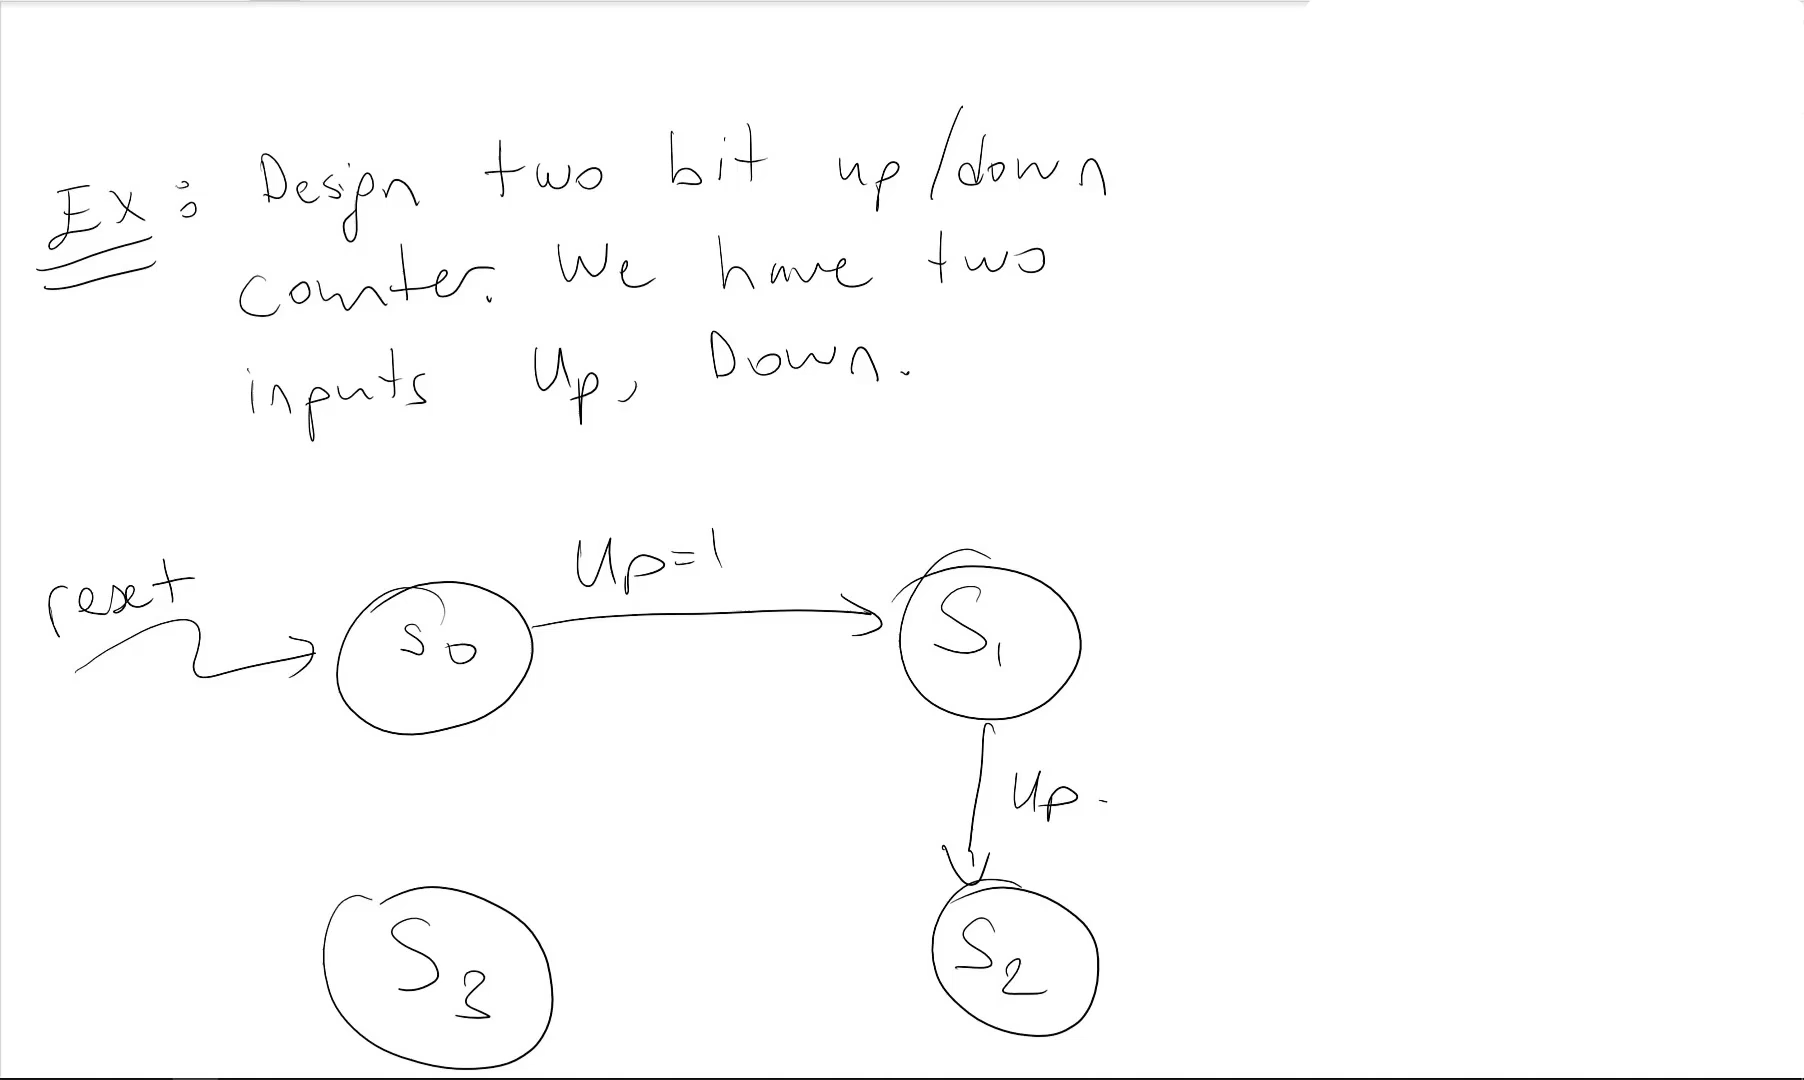 Ex: Design two bit up/down
counter. We have two
inputs Up, Down.
Up=1
reset
S0
S1
Up
S3
S2